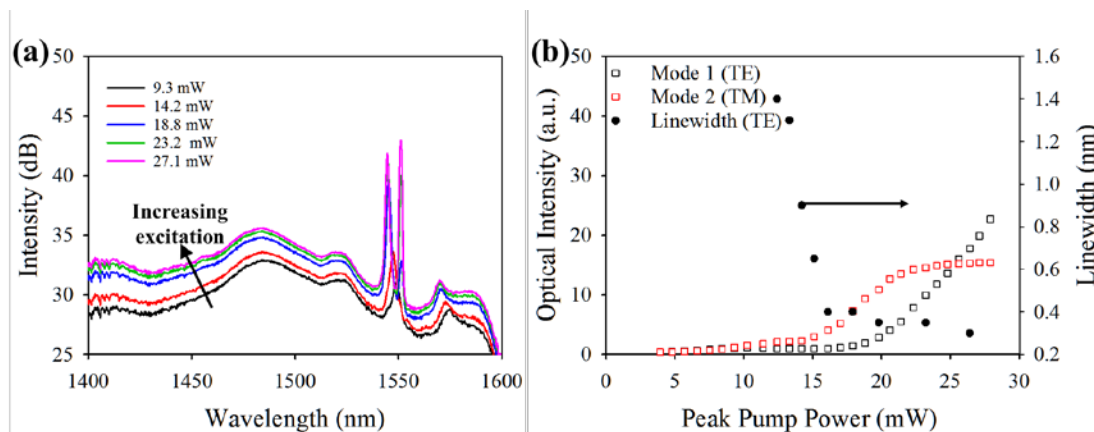 (a)
50
45
40
35
30
25
Intensity (dB)
9.3 mW
14.2 mW
18.8 mW
23.2 mW
27.1 mW
Increasing
excitation
1400 1450 1500 1550 1600
Wavelength (nm)
(b)
50
40
30
20
10
0
Optical Intensity (a.u.)
Mode 1 (TE)
Mode 2 (TM)
Linewidth (TE)
1.6
1.4
1.2
1.0
0.8
0.6
0.4
0.2
Linewidth (nm)
0 5 10 15 20 25 30
Peak Pump Power (mW)